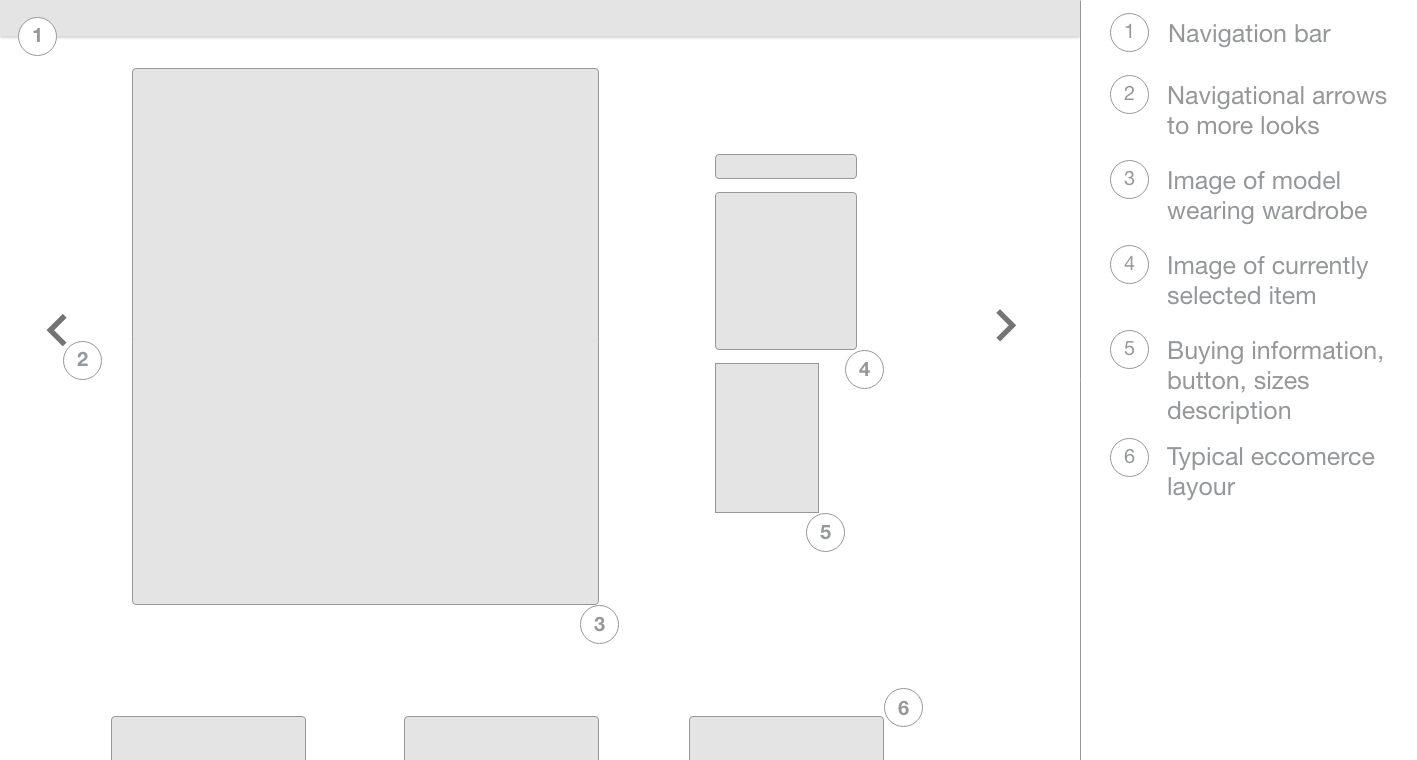 1
2
3
4
5
6
1 Navigation bar
2 Navigational arrows
to more looks
3 Image of model
wearing wardrobe
4 Image of currently
selected item
5 Buying information,
button, sizes
description
6 Typical eccomerce
layour